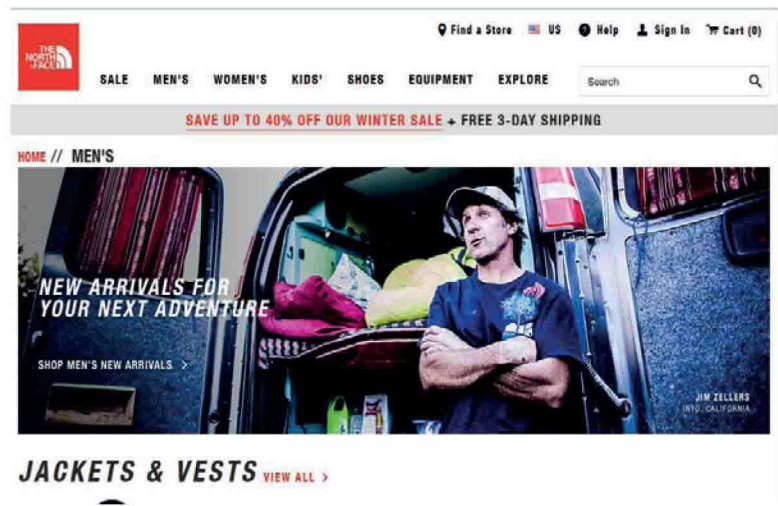 Find a Store US Help Sign In Cart (0)
THE
NORTH
FACE
SALE MEN'S WOMEN'S KIDS' SHOES EQUIPMENT EXPLORE Search
SAVE UP TO 40% OFF OUR WINTER SALE + FREE 3-DAY SHIPPING
HOME // MEN'S
NEW ARRIVALS FOR
YOUR NEXT ADVENTURE
SHOP MEN'S NEW ARRIVALS >
JIM ZELLERS
INYO, CALIFORNIA
JACKETS & VESTS VIEW ALL >